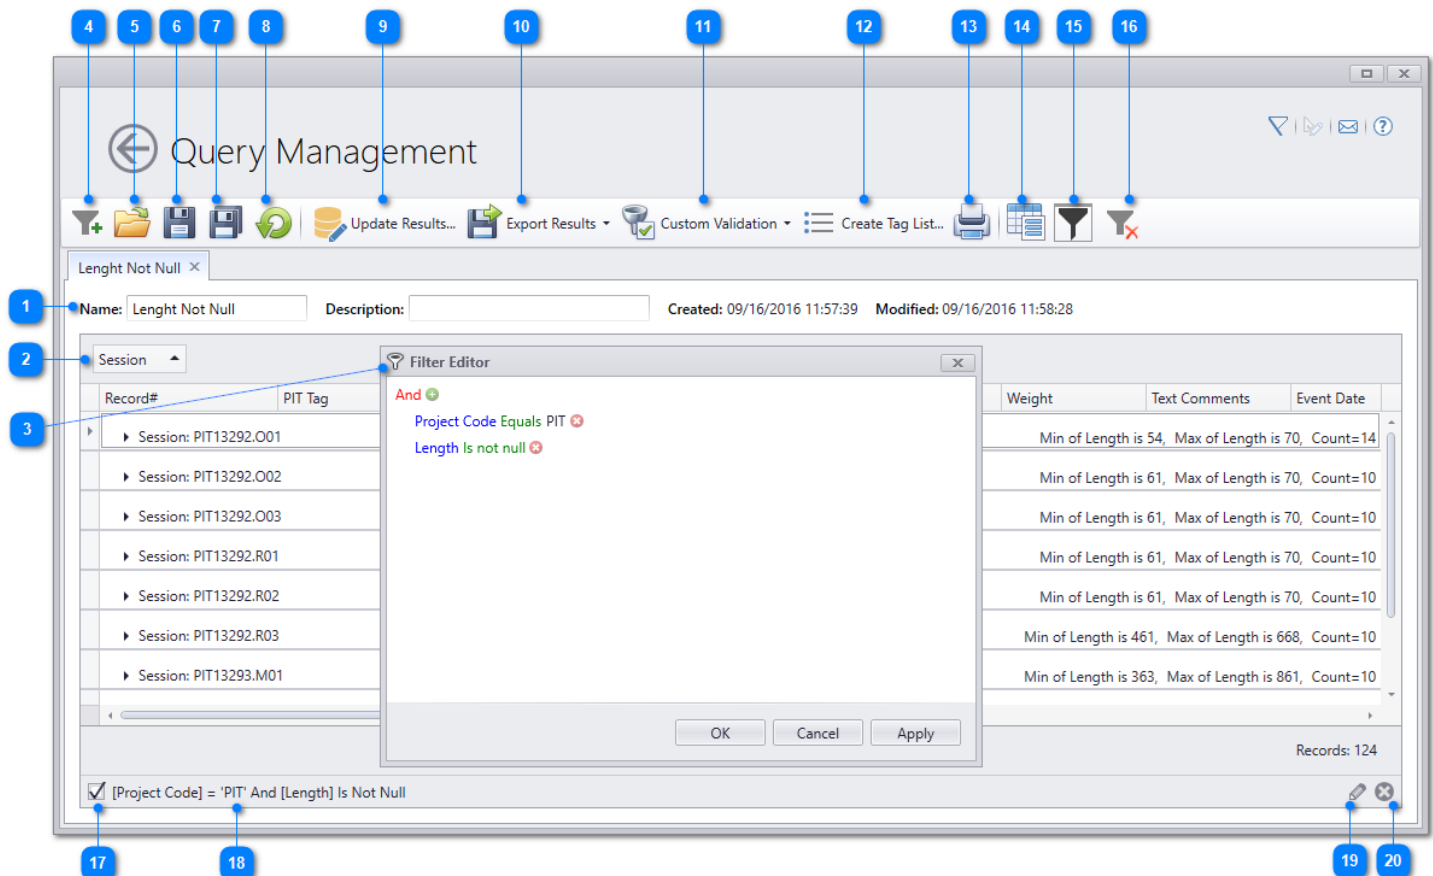 4 5 6 7 8 9 10 11 12 13 14 15 16
Query Management
Update Results... Export Results Custom Validation Create Tag List...
Lenght Not Null
1 Name: Lenght Not Null Description: Created: 09/16/2016 11:57:39 Modified: 09/16/2016 11:58:28
2 Session
3
Record# PIT Tag Weight Text Comments Event Date
Session: PIT13292.O01 Min of Length is 54, Max of Length is 70, Count=14
Session: PIT13292.O02 Min of Length is 61, Max of Length is 70, Count=10
Session: PIT13292.O03 Min of Length is 61, Max of Length is 70, Count=10
Session: PIT13292.R01 Min of Length is 61, Max of Length is 70, Count=10
Session: PIT13292.R02 Min of Length is 61, Max of Length is 70, Count=10
Session: PIT13292.R03 Min of Length is 461, Max of Length is 668, Count=10
Session: PIT13293.M01 Min of Length is 363, Max of Length is 861, Count=10
Filter Editor
And
Project Code Equals PIT
Length Is not null
OK Cancel Apply
Records: 124
[Project Code] = 'PIT' And [Length] Is Not Null
17 18 19 20